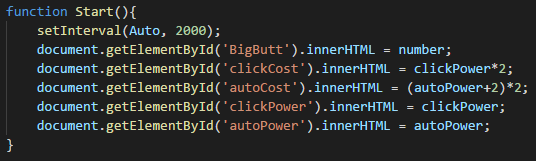 function Start(){
    setInterval(Auto, 2000);
    document.getElementById('BigButt').innerHTML = number;
    document.getElementById('clickCost').innerHTML = clickPower*2;
    document.getElementById('autoCost').innerHTML = (autoPower+2)*2;
    document.getElementById('clickPower').innerHTML = clickPower;
    document.getElementById('autoPower').innerHTML = autoPower;
}